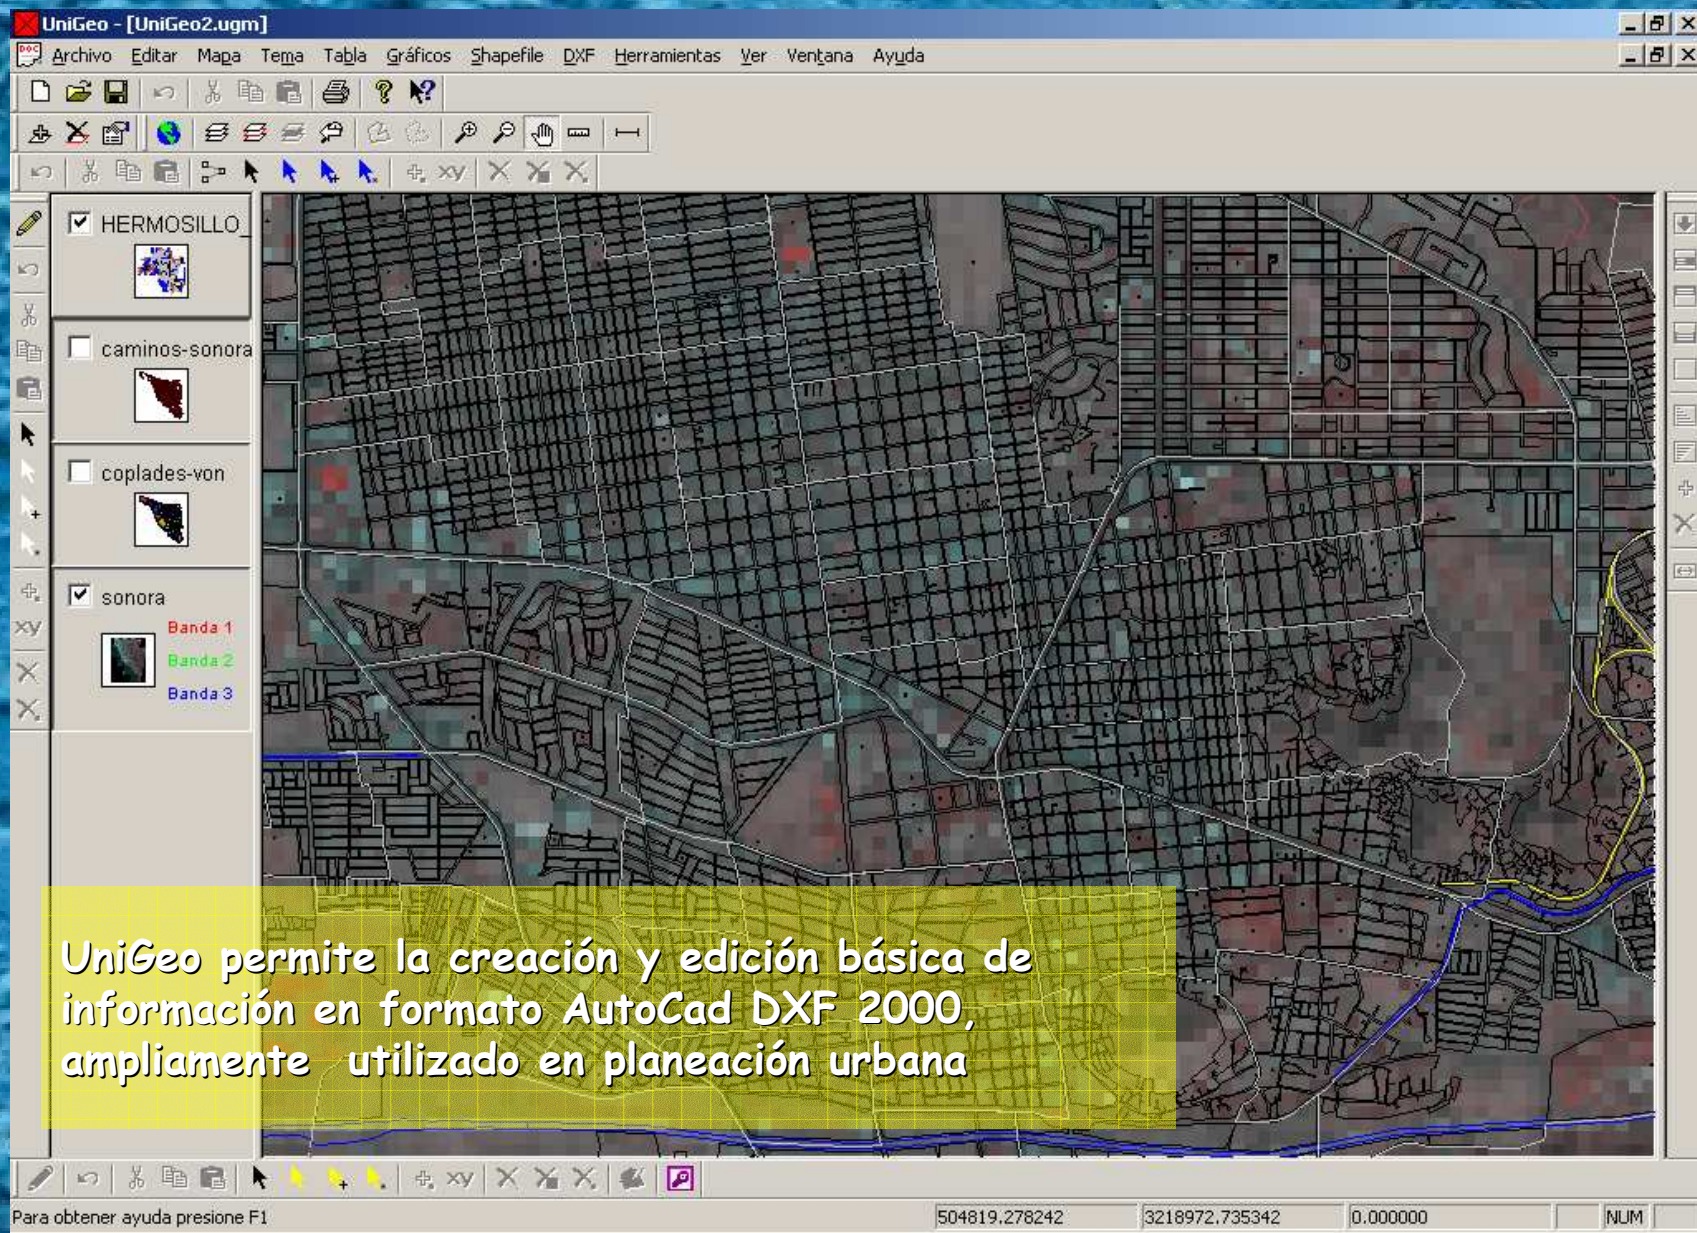 UniGeo - [UniGeo2.ugm]
Archivo Editar Mapa Tema Tabla Gráficos Shapefile DXF Herramientas Ver Ventana Ayuda
xy
HERMOSILLO_
caminos-sonora
coplades-von
sonora
Banda 1
Banda 2
Banda 3
xy
UniGeo permite la creación y edición básica de
información en formato AutoCad DXF 2000,
ampliamente utilizado en planeación urbana
xy
Para obtener ayuda presione F1 504819.278242 3218972.735342 0.000000 NUM